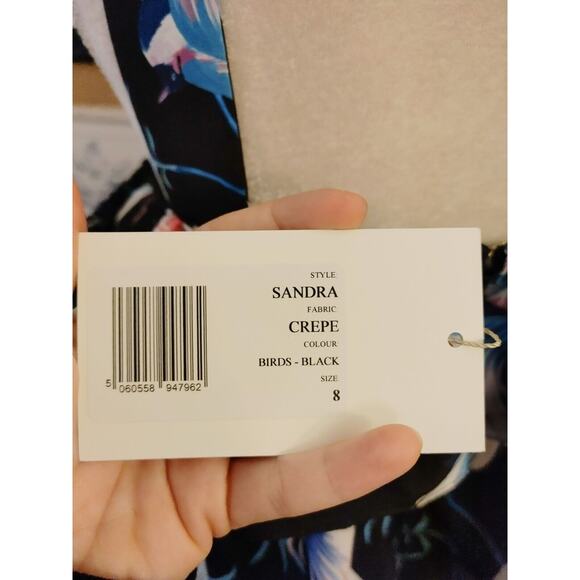 STYLE:
SANDRA
FABRIC:
CREPE
COLOUR:
BIRDS - BLACK
SIZE:
8
5 060558 947962